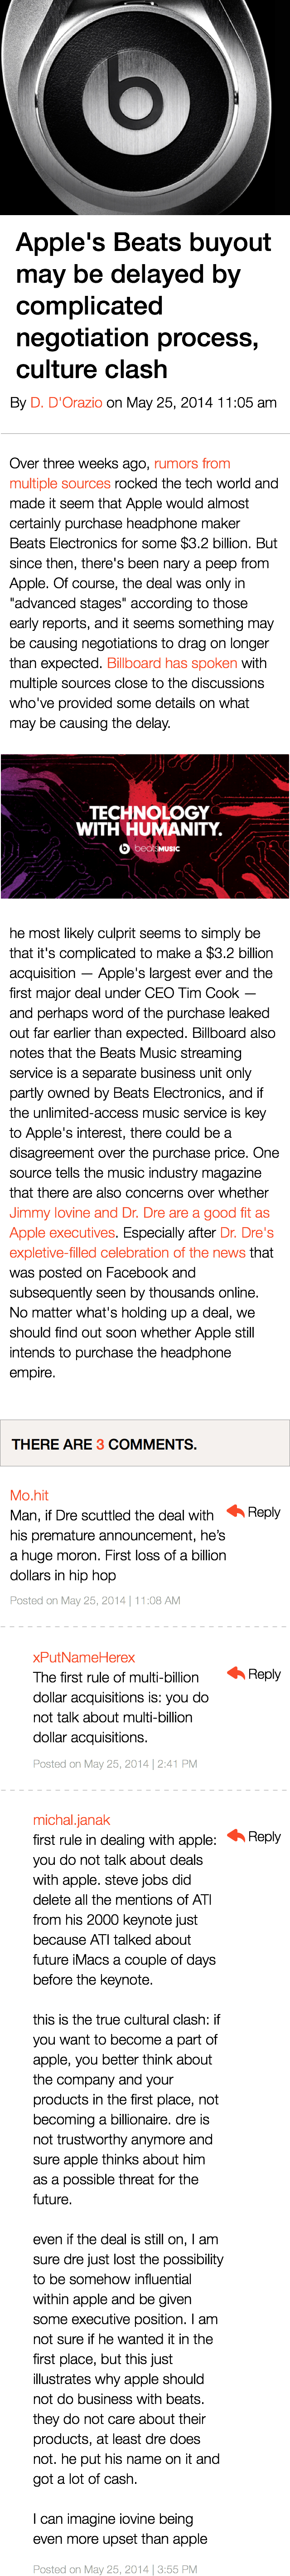 b
Apple's Beats buyout
may be delayed by
complicated
negotiation process,
culture clash
By D. D'Orazio on May 25, 2014 11:05 am
Over three weeks ago, rumors from
multiple sources rocked the tech world and
made it seem that Apple would almost
certainly purchase headphone maker
Beats Electronics for some $3.2 billion. But
since then, there's been nary a peep from
Apple. Of course, the deal was only in
"advanced stages" according to those
early reports, and it seems something may
be causing negotiations to drag on longer
than expected. Billboard has spoken with
multiple sources close to the discussions
who've provided some details on what
may be causing the delay.
TECHNOLOGY
WITH HUMANITY.
b beatsMUSIC
he most likely culprit seems to simply be
that it's complicated to make a $3.2 billion
acquisition — Apple's largest ever and the
first major deal under CEO Tim Cook —
and perhaps word of the purchase leaked
out far earlier than expected. Billboard also
notes that the Beats Music streaming
service is a separate business unit only
partly owned by Beats Electronics, and if
the unlimited-access music service is key
to Apple's interest, there could be a
disagreement over the purchase price. One
source tells the music industry magazine
that there are also concerns over whether
Jimmy Iovine and Dr. Dre are a good fit as
Apple executives. Especially after Dr. Dre's
expletive-filled celebration of the news that
was posted on Facebook and
subsequently seen by thousands online.
No matter what's holding up a deal, we
should find out soon whether Apple still
intends to purchase the headphone
empire.
THERE ARE 3 COMMENTS.
Mo.hit
Reply
Man, if Dre scuttled the deal with
his premature announcement, he's
a huge moron. First loss of a billion
dollars in hip hop
Posted on May 25, 2014 | 11:08 AM
xPutNameHerex
Reply
The first rule of multi-billion
dollar acquisitions is: you do
not talk about multi-billion
dollar acquisitions.
Posted on May 25, 2014 | 2:41 PM
michal.janak
Reply
first rule in dealing with apple:
you do not talk about deals
with apple. steve jobs did
delete all the mentions of ATI
from his 2000 keynote just
because ATI talked about
future iMacs a couple of days
before the keynote.
this is the true cultural clash: if
you want to become a part of
apple, you better think about
the company and your
products in the first place, not
becoming a billionaire. dre is
not trustworthy anymore and
sure apple thinks about him
as a possible threat for the
future.
even if the deal is still on, I am
sure dre just lost the possibility
to be somehow influential
within apple and be given
some executive position. I am
not sure if he wanted it in the
first place, but this just
illustrates why apple should
not do business with beats.
they do not care about their
products, at least dre does
not. he put his name on it and
got a lot of cash.
I can imagine iovine being
even more upset than apple
Posted on May 25, 2014 | 3:55 PM